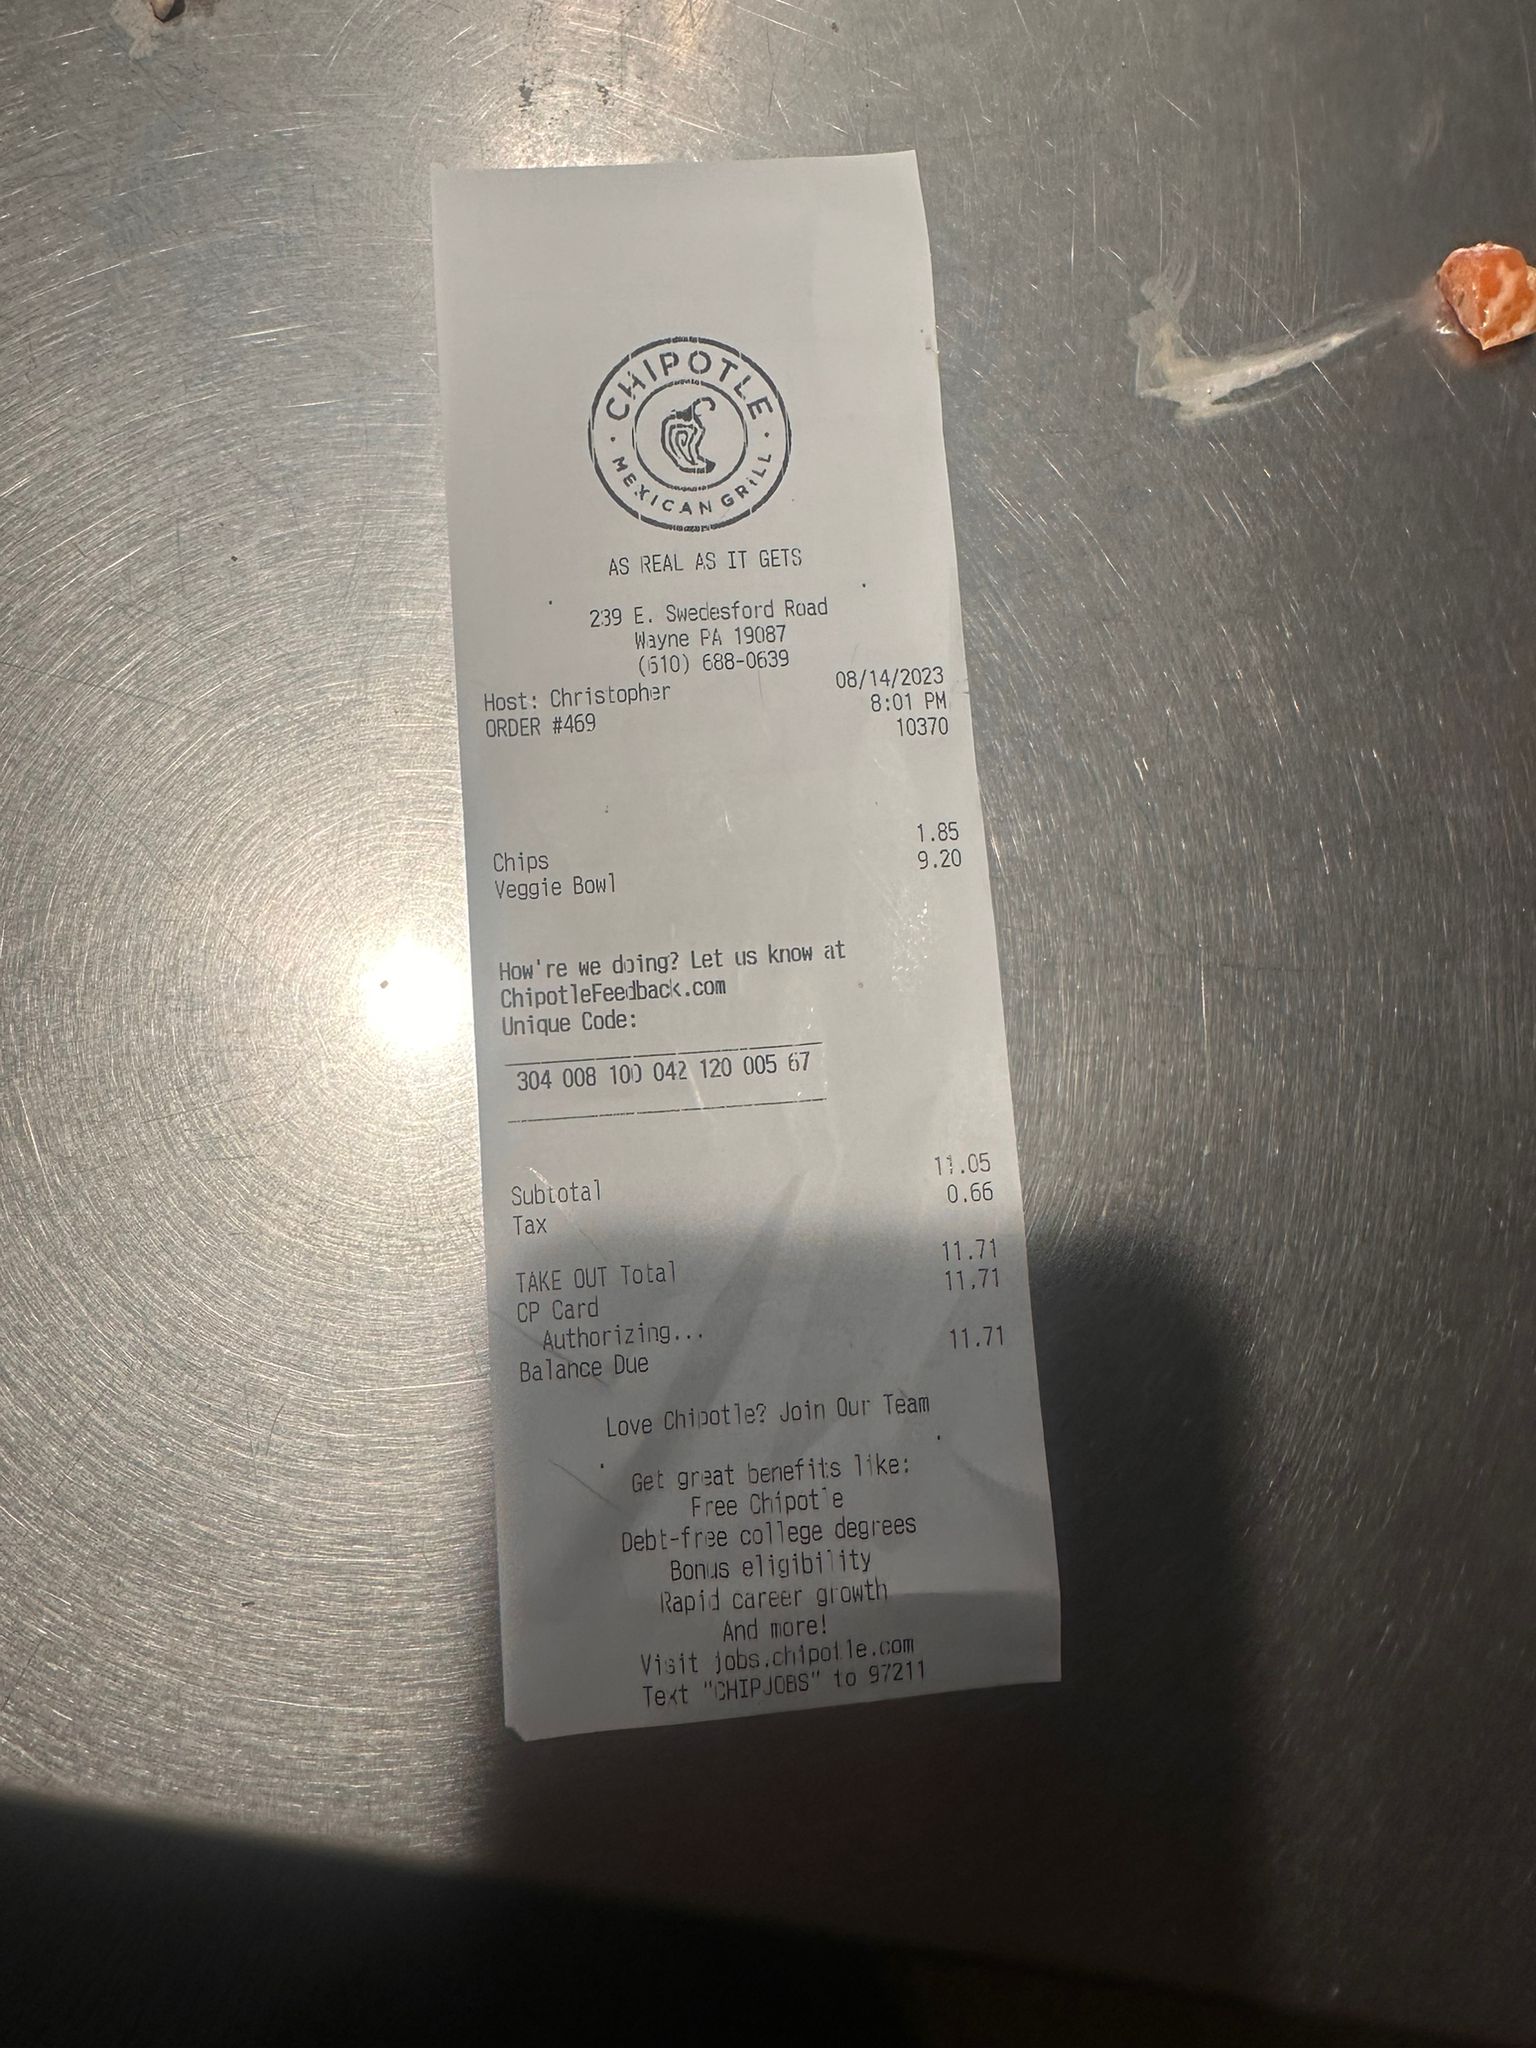 CHIPOTLE
MEXICAN GRILL
AS REAL AS IT GETS
239 E. Swedesford Road
Wayne PA 19087
(610) 688-0639
Host: Christopher 08/14/2023
8:01 PM
ORDER #469 10370
Chips 1.85
Veggie Bowl 9.20
How're we doing? Let us know at
ChipotleFeedback.com
Unique Code:
304 008 100 042 120 005 67
Subtotal 11.05
Tax 0.66
TAKE OUT Total 11.71
CP Card 11.71
Authorizing...
Balance Due 11.71
Love Chipotle? Join Our Team
Get great benefits like:
Free Chipotle
Debt-free college degrees
Bonus eligibility
Rapid career growth
And more!
Visit jobs.chipotle.com
Text "CHIPJOBS" to 97211